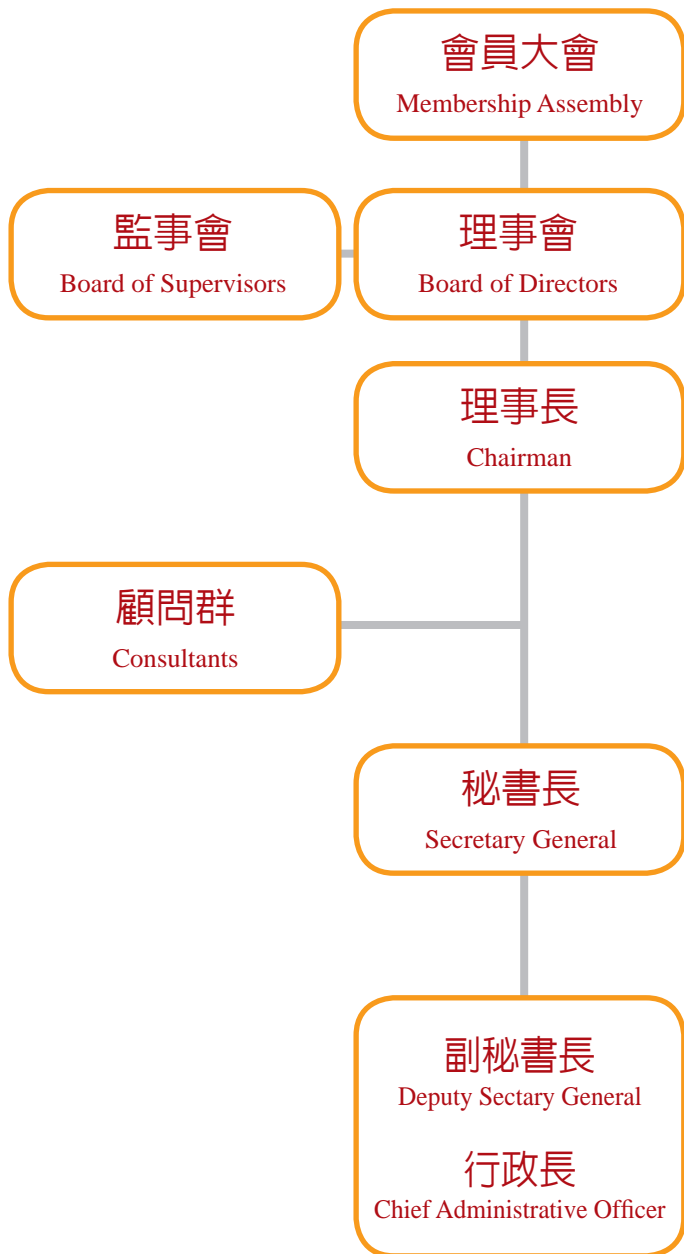 會員大會
Membership Assembly
監事會
Board of Supervisors
理事會
Board of Directors
理事長
Chairman
顧問群
Consultants
秘書長
Secretary General
副秘書長
Deputy Sectary General
行政長
Chief Administrative Officer